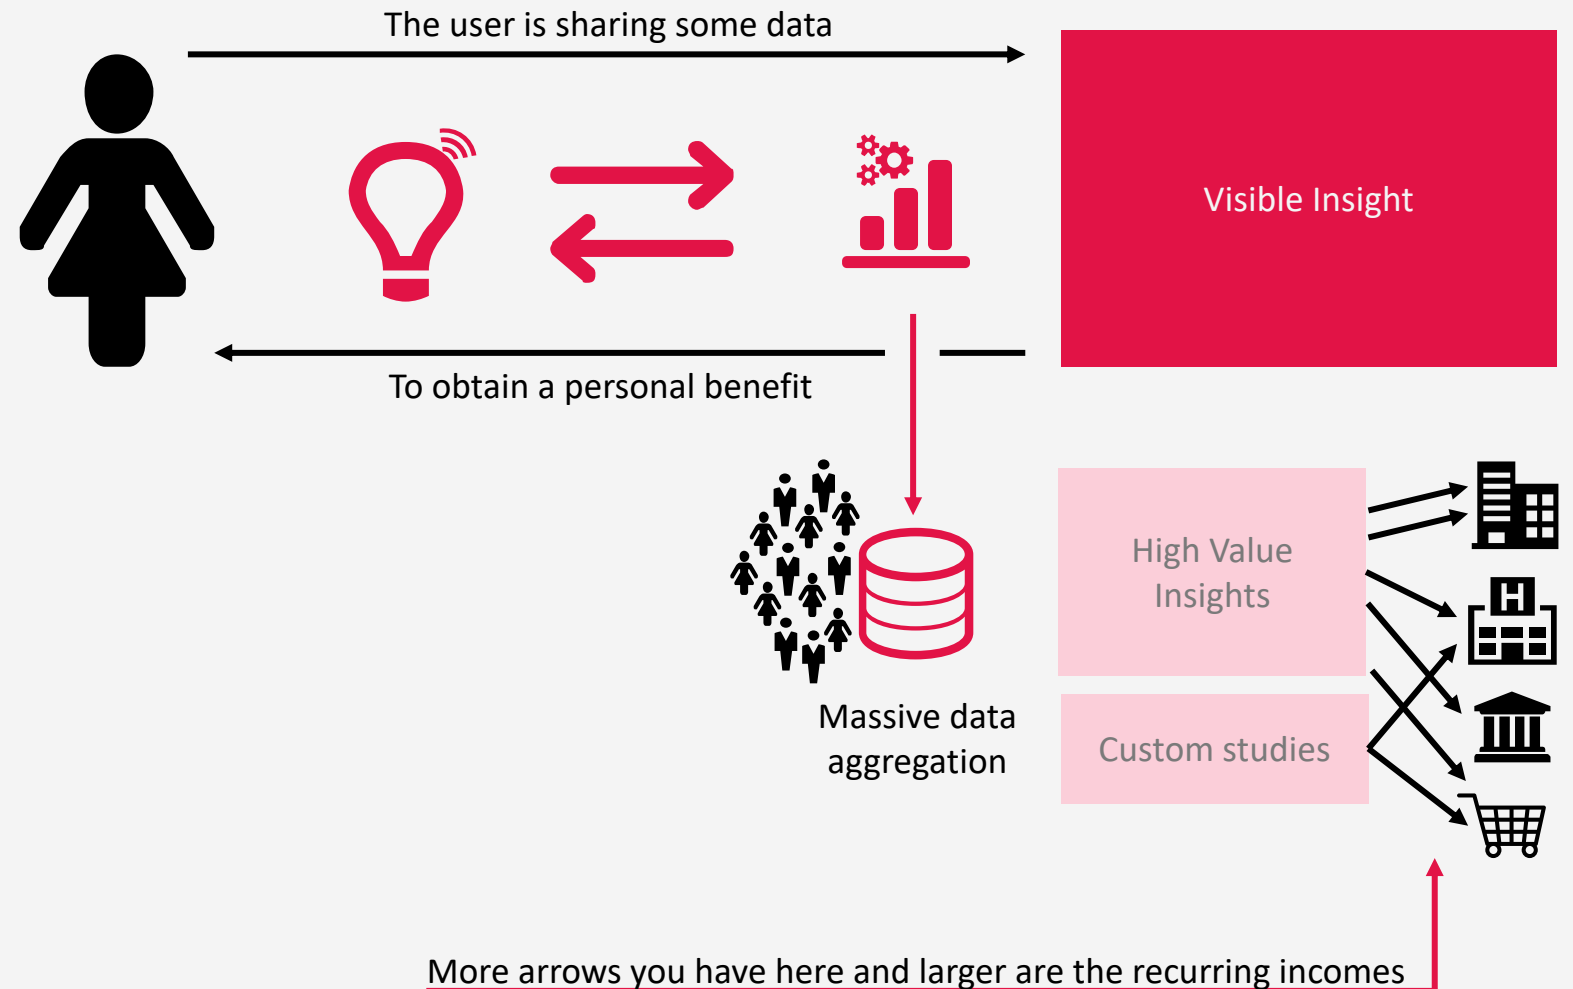 The user is sharing some data
Visible Insight
To obtain a personal benefit
High Value
Insights
H
Massive data
aggregation
Custom studies
More arrows you have here and larger are the recurring incomes